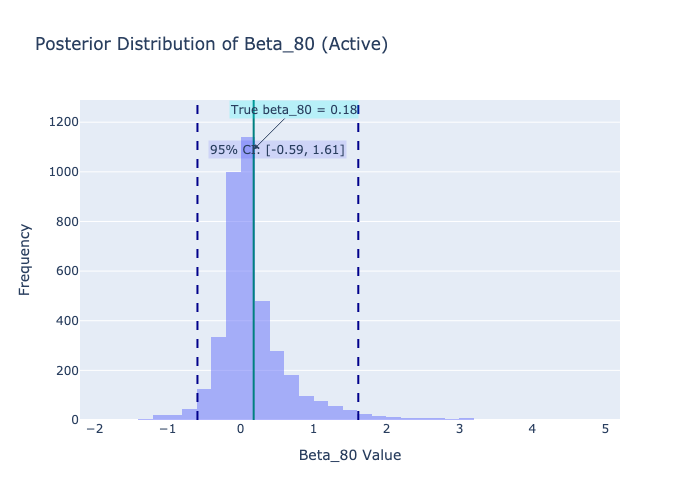 Posterior Distribution of Beta_80 (Active)
True beta_80 = 0.18
95% CI: [-0.59, 1.61]
1200
1000
800
600
400
200
0
Frequency
−2 −1 0 1 2 3 4 5
Beta_80 Value